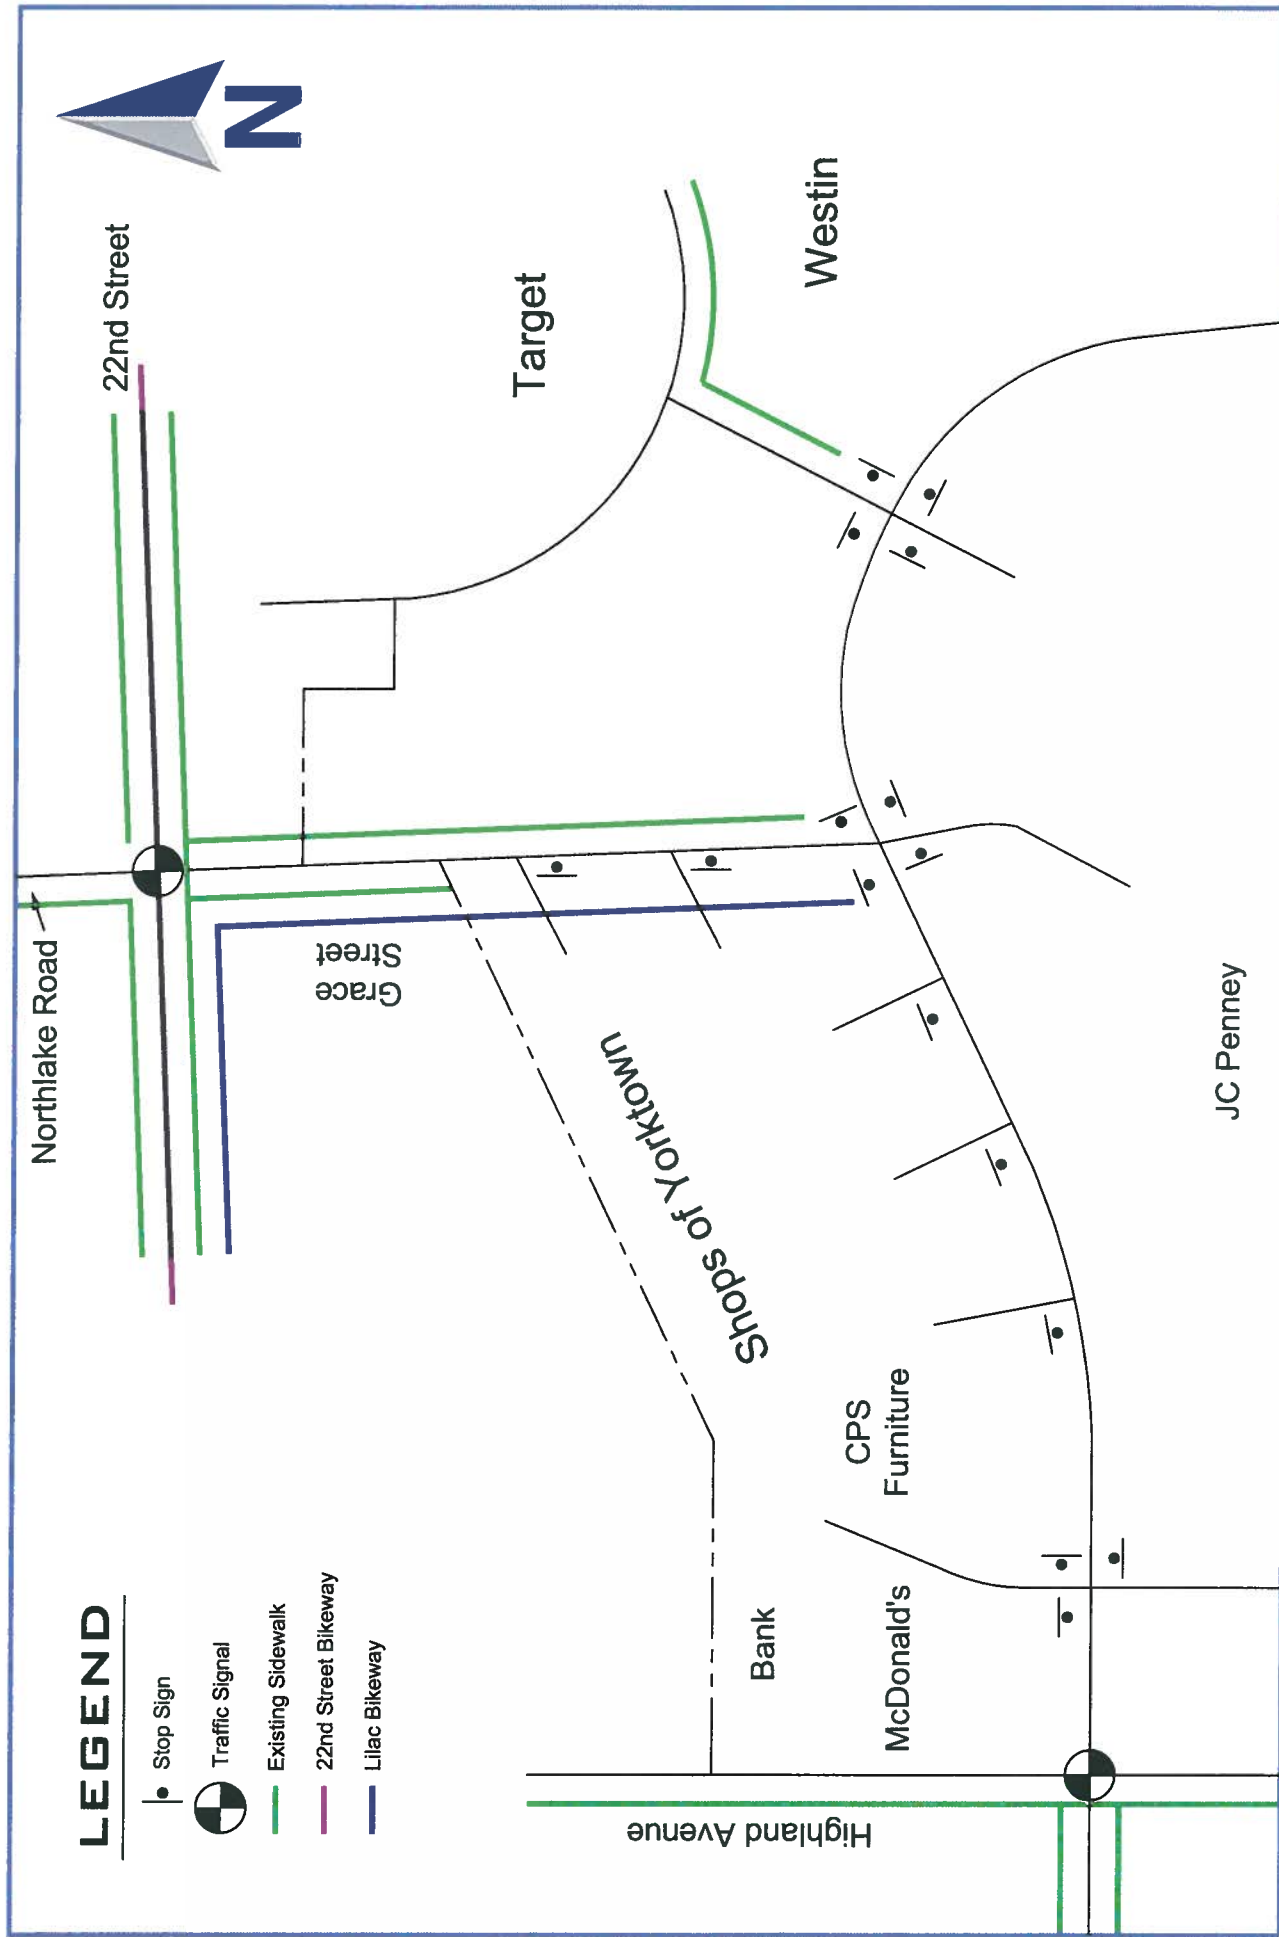 LEGEND
Stop Sign
Traffic Signal
Existing Sidewalk
22nd Street Bikeway
Lilac Bikeway
Northlake Road
22nd Street
N
Grace
Street
Target
Westin
Shops of Yorktown
Bank
McDonald's
CPS
Furniture
Highland Avenue
JC Penney